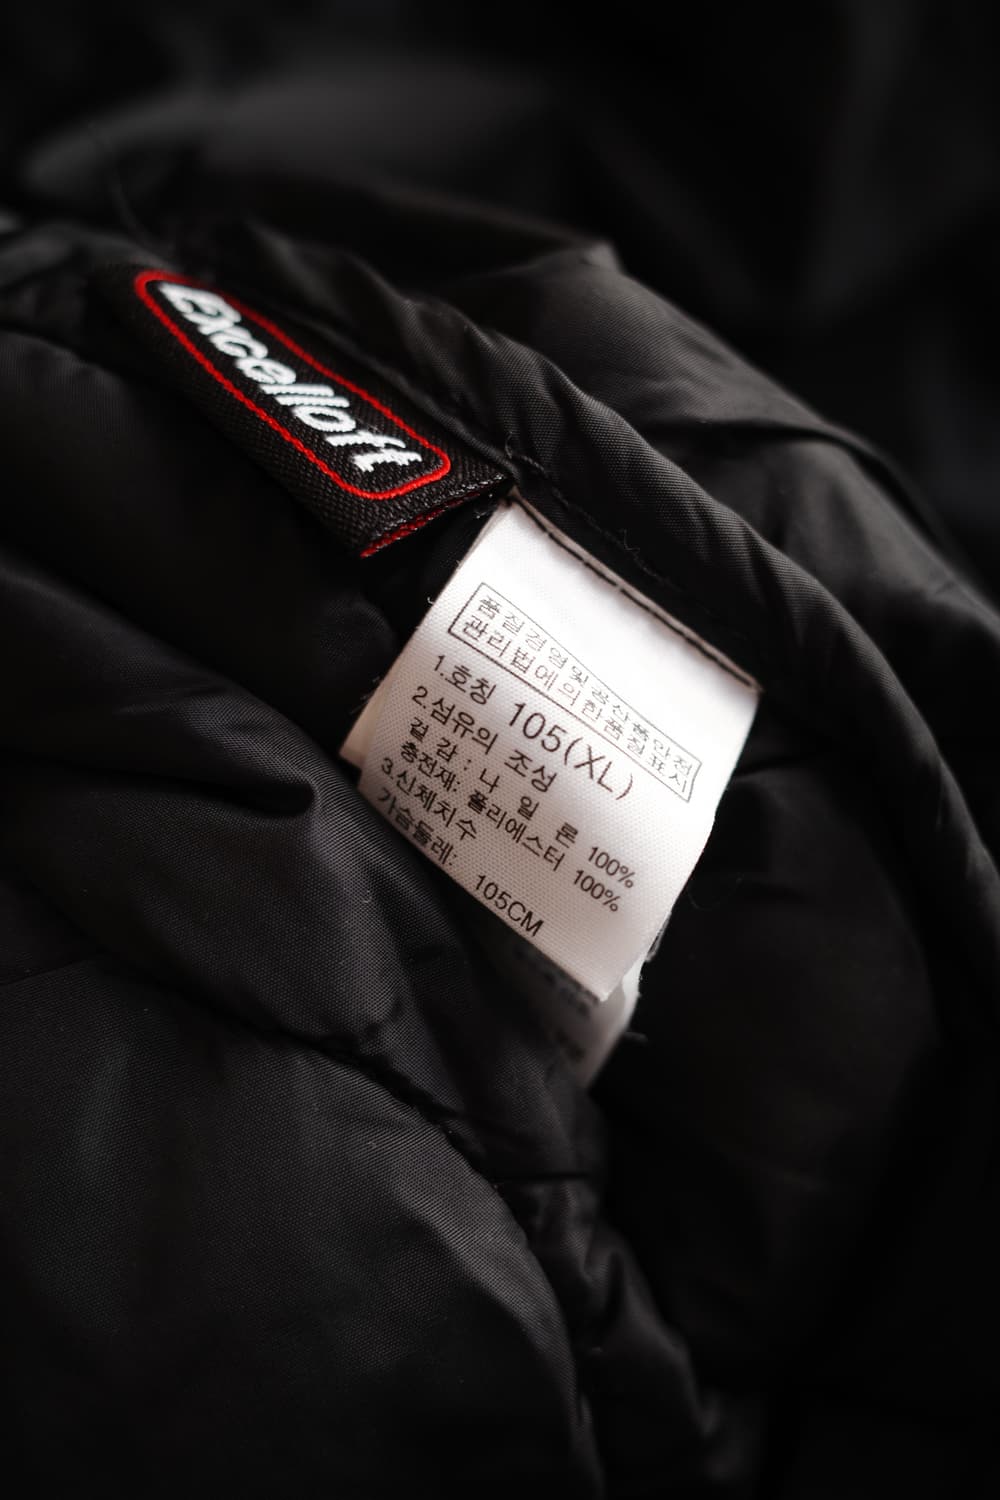 Excelloft
품질경영및공산품안전
관리법에의한품질표시
1.호칭 105(XL)
2.섬유의 조성
겉 감 : 나 일 론 100%
충전재: 폴리에스터 100%
3.신체치수
가슴둘레: 105CM